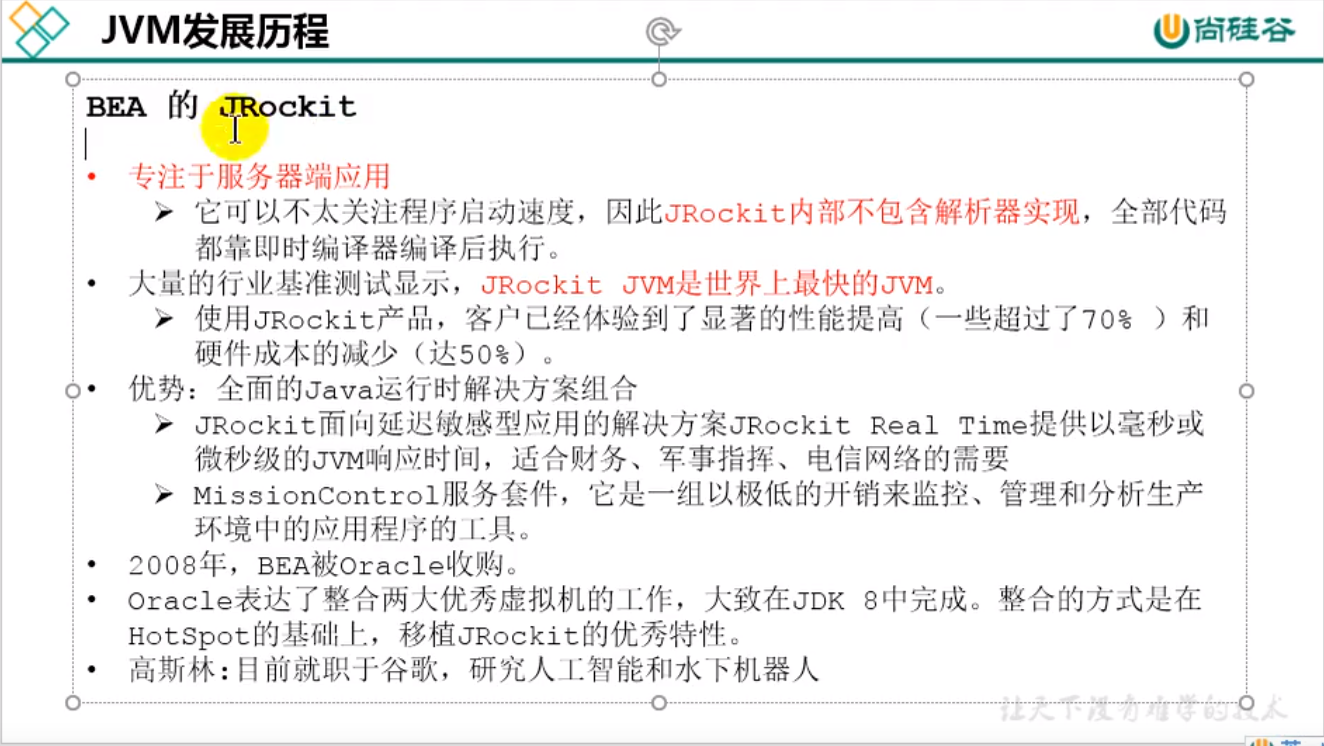 JVM发展历程
尚硅谷
BEA 的 JRockit
• 专注于服务器端应用
➢ 它可以不太关注程序启动速度，因此JRockit内部不包含解析器实现，全部代码
都靠即时编译器编译后执行。
• 大量的行业基准测试显示，JRockit JVM是世界上最快的JVM。
➢ 使用JRockit产品，客户已经体验到了显著的性能提高（一些超过了70% ）和
硬件成本的减少（达50%）。
• 优势：全面的Java运行时解决方案组合
➢ JRockit面向延迟敏感型应用的解决方案JRockit Real Time提供以毫秒或
微秒级的JVM响应时间，适合财务、军事指挥、电信网络的需要
➢ MissionControl服务套件，它是一组以极低的开销来监控、管理和分析生产
环境中的应用程序的工具。
• 2008年，BEA被Oracle收购。
• Oracle表达了整合两大优秀虚拟机的工作，大致在JDK 8中完成。整合的方式是在
HotSpot的基础上，移植JRockit的优秀特性。
• 高斯林:目前就职于谷歌，研究人工智能和水下机器人
让天下没有难学的技术